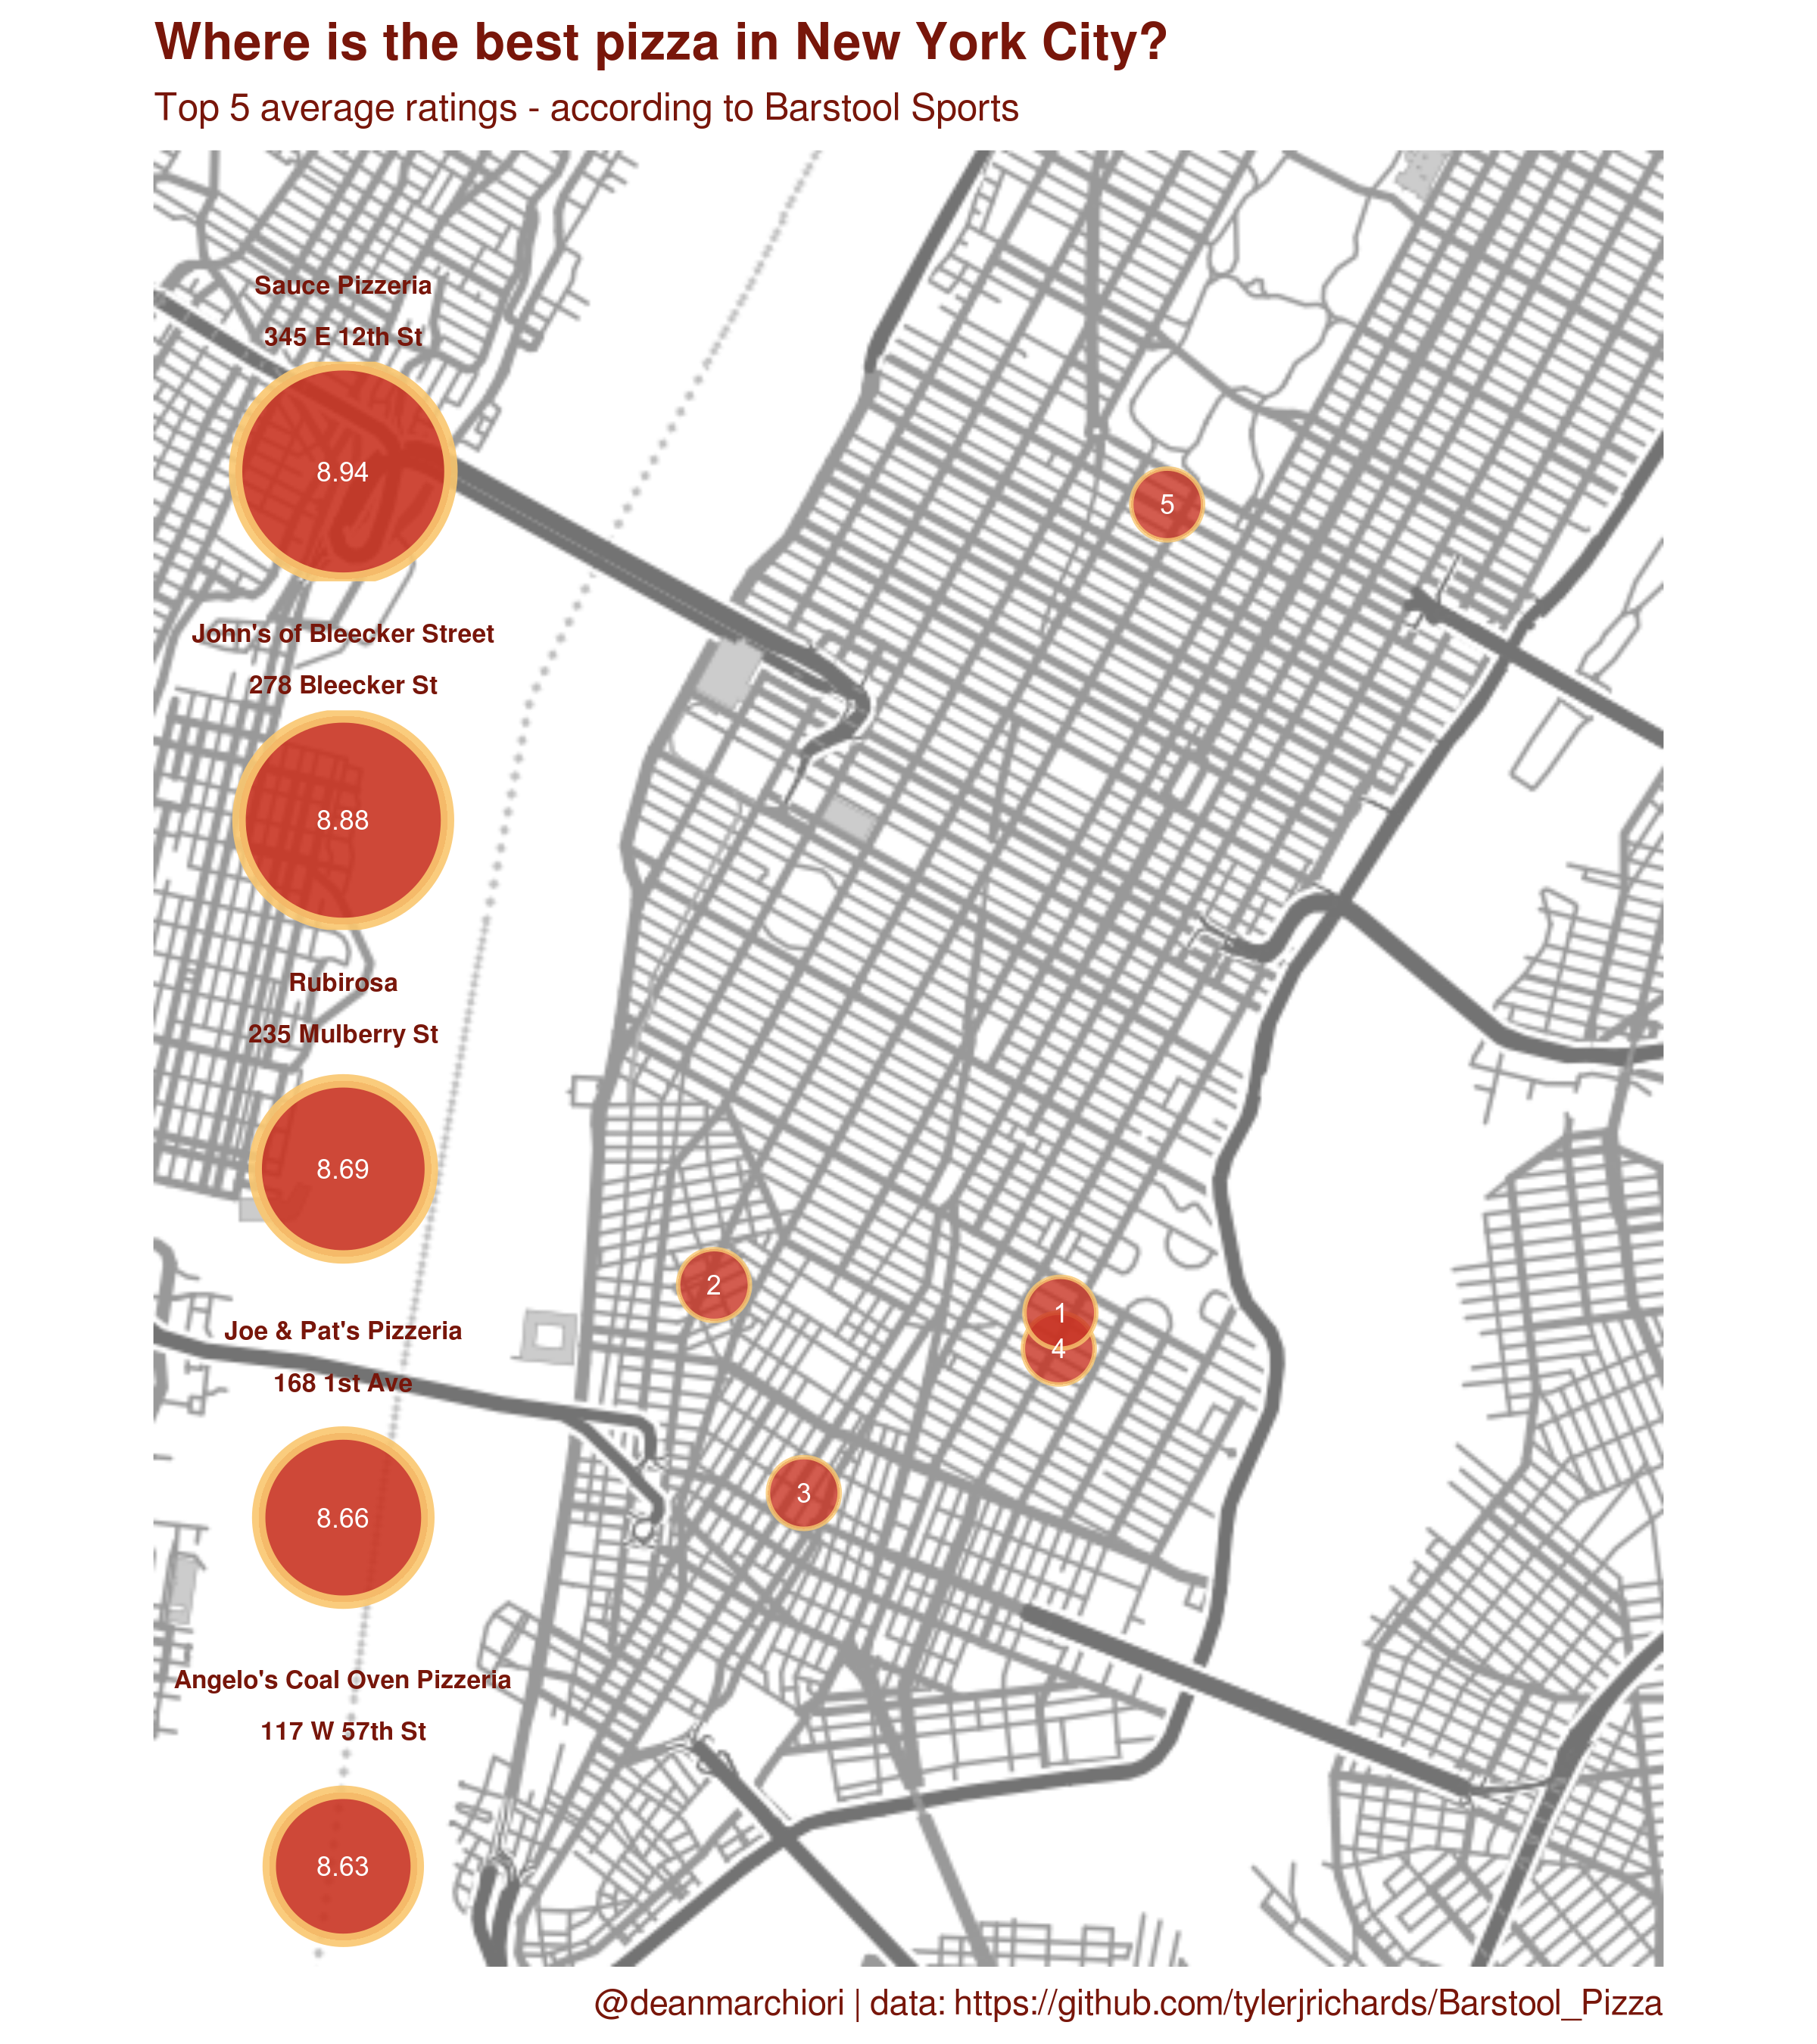 Where is the best pizza in New York City?
Top 5 average ratings - according to Barstool Sports
Sauce Pizzeria
345 E 12th St
8.94
5
John's of Bleecker Street
278 Bleecker St
8.88
Rubirosa
235 Mulberry St
8.69
2
1
4
Joe & Pat's Pizzeria
168 1st Ave
8.66
3
Angelo's Coal Oven Pizzeria
117 W 57th St
8.63
@deanmarchiori | data: https://github.com/tylerjrichards/Barstool_Pizza